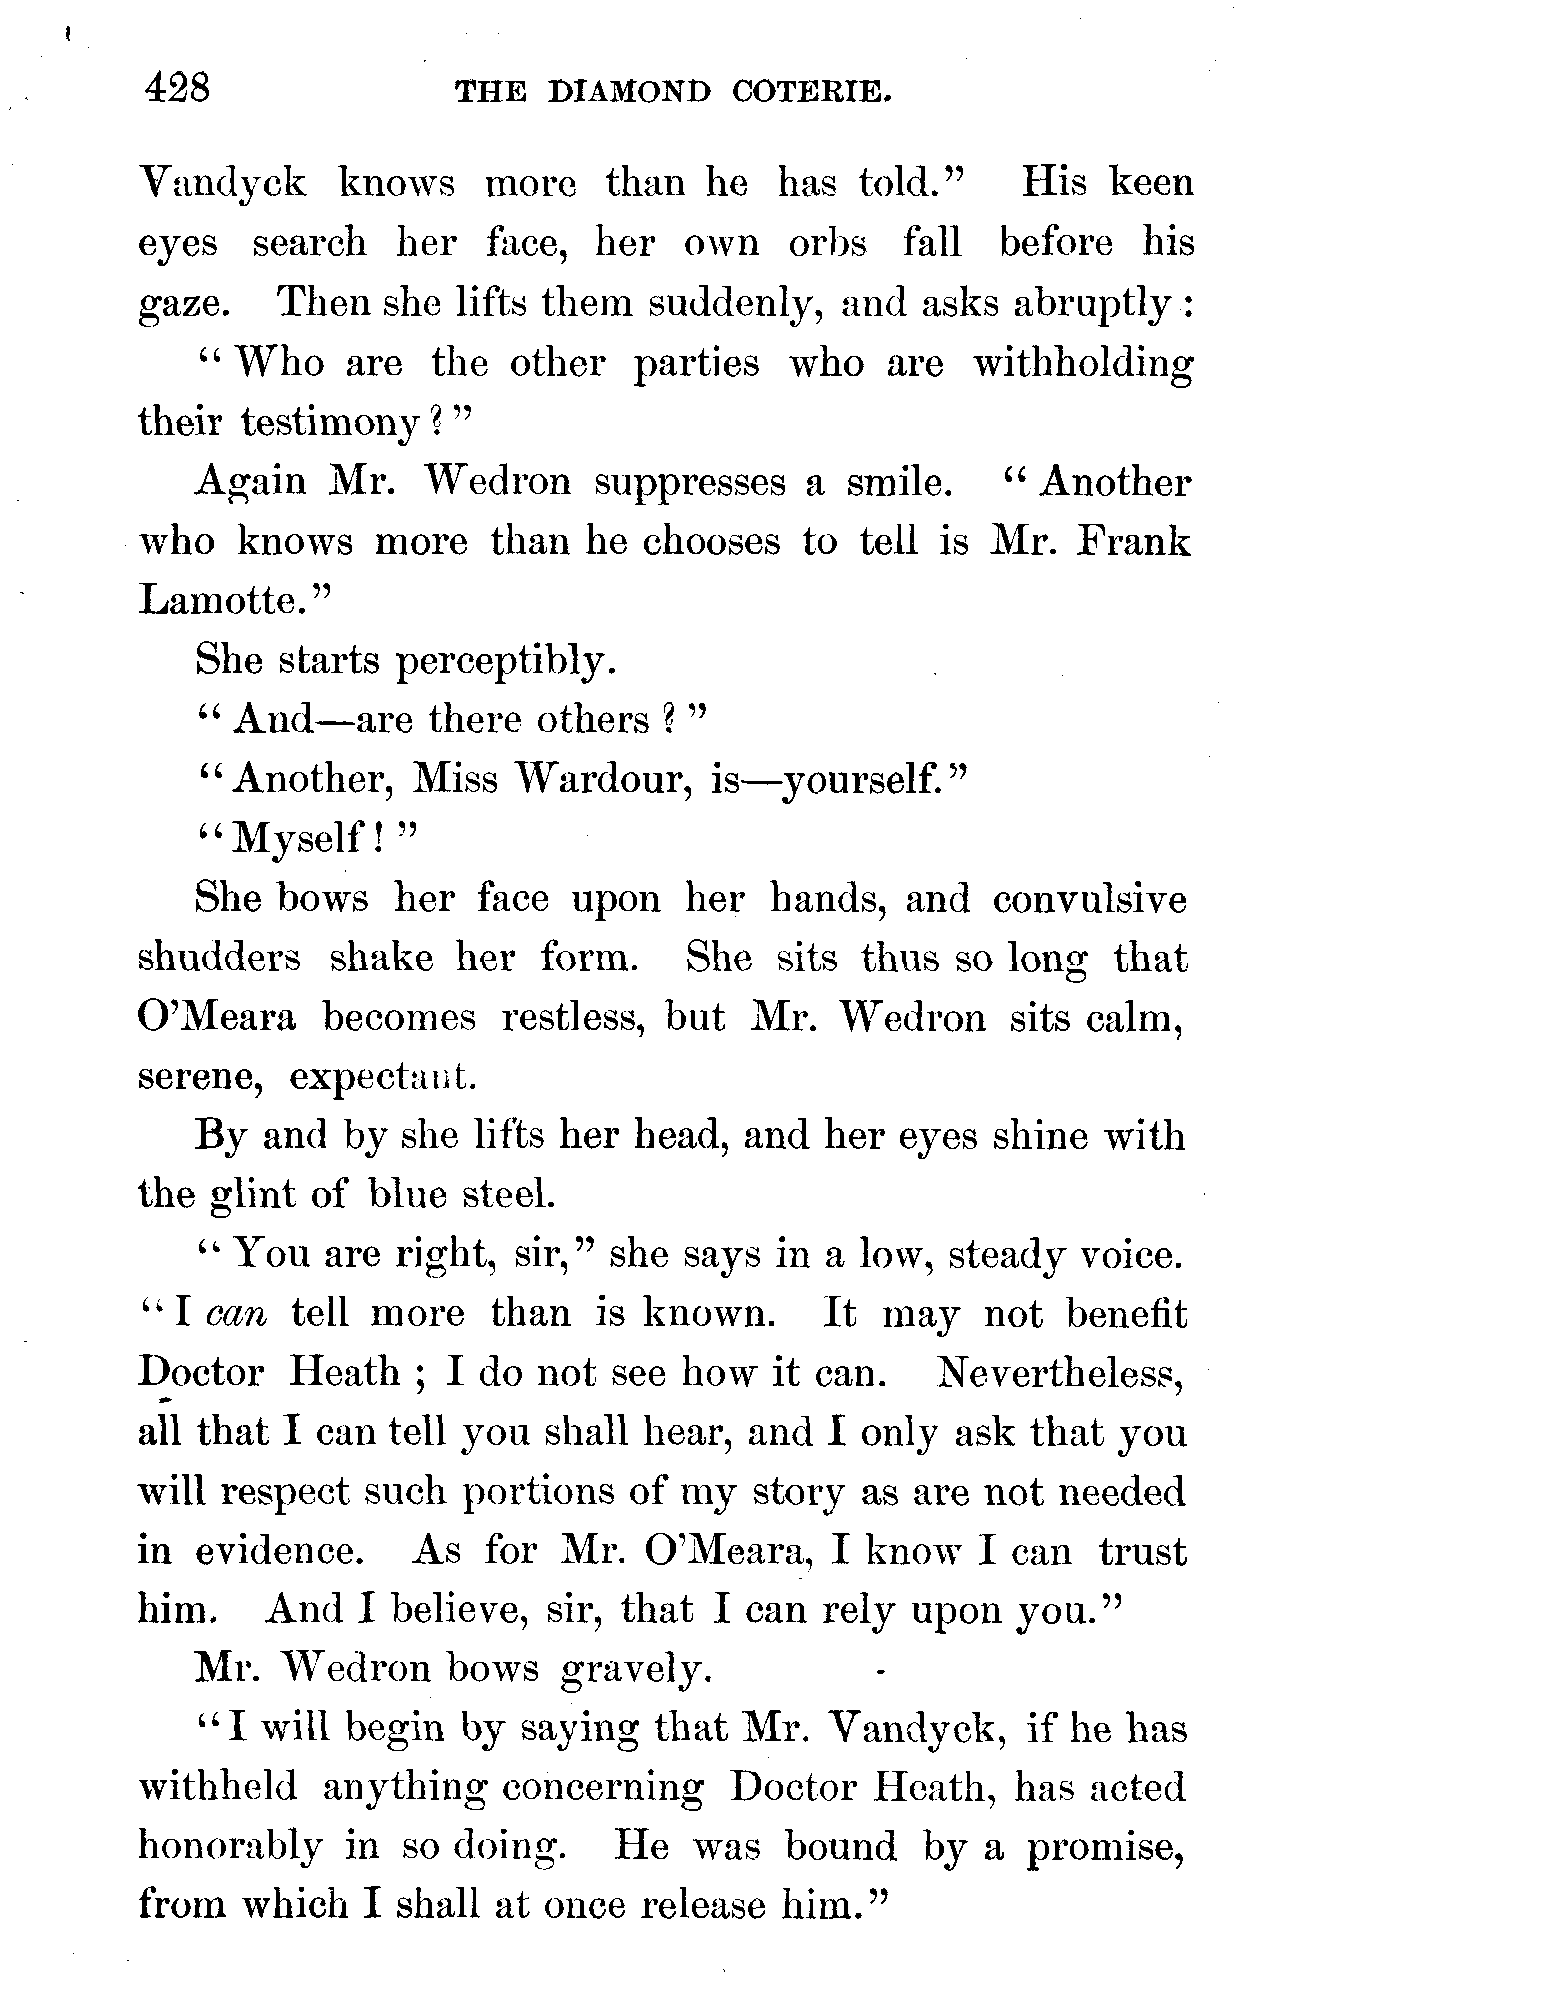 428 THE DIAMOND COTERIE.
Vandyck knows more than he has told.” His keen
eyes search her face, her own orbs fall before his
gaze. Then she lifts them suddenly, and asks abruptly :
“ Who are the other parties who are withholding
their testimony ? ”
Again Mr. Wedron suppresses a smile. “ Another
who knows more than he chooses to tell is Mr. Frank
Lamotte.”
She starts perceptibly.
“ And—are there others ? ”
“ Another, Miss Wardour, is—yourself.”
“ Myself ! ”
She bows her face upon her hands, and convulsive
shudders shake her form. She sits thus so long that
O’Meara becomes restless, but Mr. Wedron sits calm,
serene, expectant.
By and by she lifts her head, and her eyes shine with
the glint of blue steel.
“ You are right, sir,” she says in a low, steady voice.
“ I can tell more than is known. It may not benefit
Doctor Heath ; I do not see how it can. Nevertheless,
all that I can tell you shall hear, and I only ask that you
will respect such portions of my story as are not needed
in evidence. As for Mr. O’Meara, I know I can trust
him. And I believe, sir, that I can rely upon you.”
Mr. Wedron bows gravely.
“ I will begin by saying that Mr. Vandyck, if he has
withheld anything concerning Doctor Heath, has acted
honorably in so doing. He was bound by a promise,
from which I shall at once release him.”